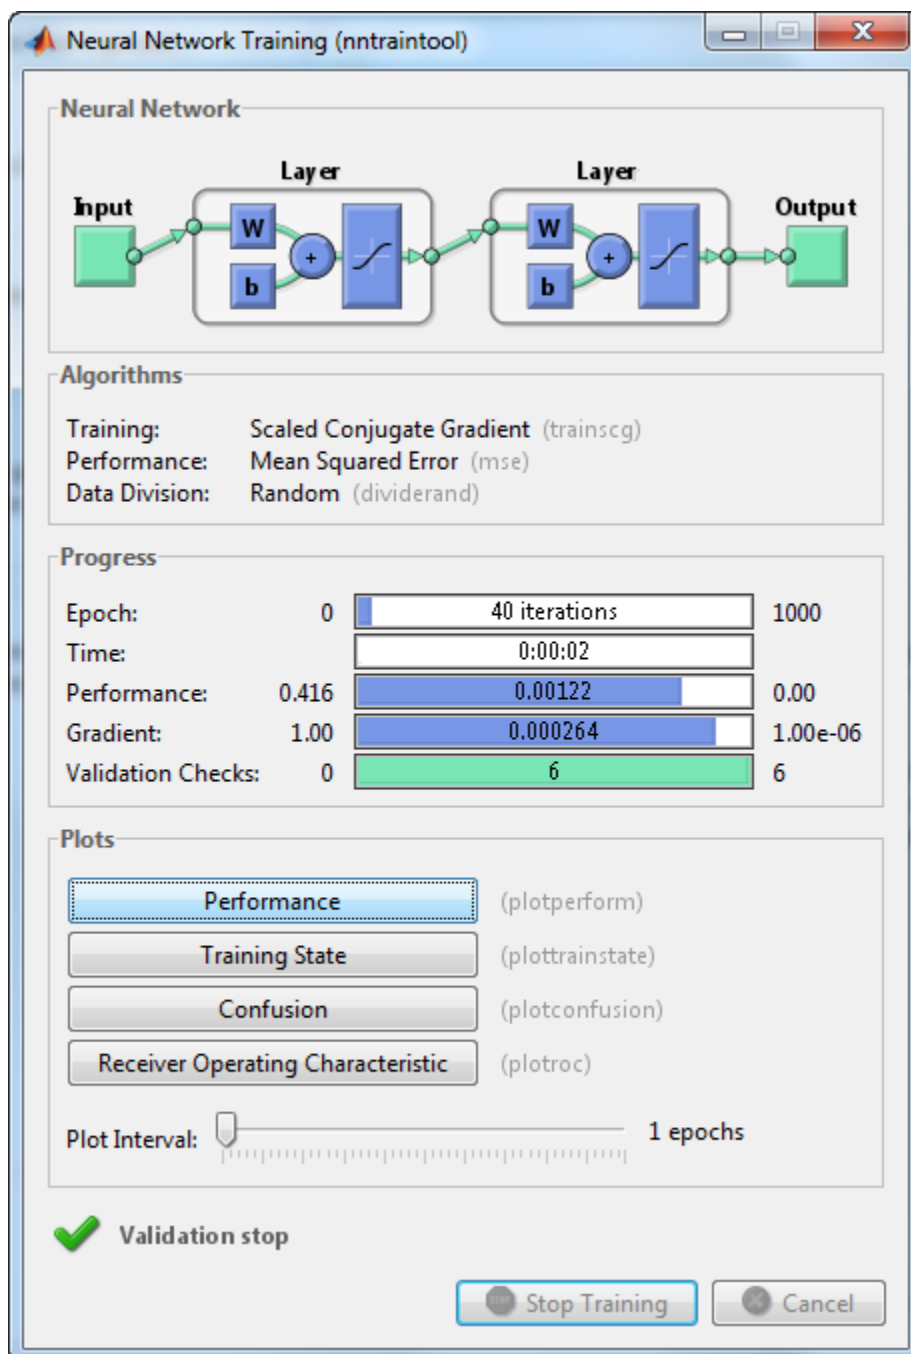 Neural Network Training (nntraintool)
Neural Network
Layer Layer
Input Output
W W
+ +
b b
Algorithms
Training: Scaled Conjugate Gradient (trainscg)
Performance: Mean Squared Error (mse)
Data Division: Random (dividerand)
Progress
Epoch: 0 40 iterations 1000
Time: 0:00:02
Performance: 0.416 0.00122 0.00
Gradient: 1.00 0.000264 1.00e-06
Validation Checks: 0 6 6
Plots
Performance (plotperform)
Training State (plottrainstate)
Confusion (plotconfusion)
Receiver Operating Characteristic (plotroc)
Plot Interval: 1 epochs
Validation stop
STOP Stop Training Cancel